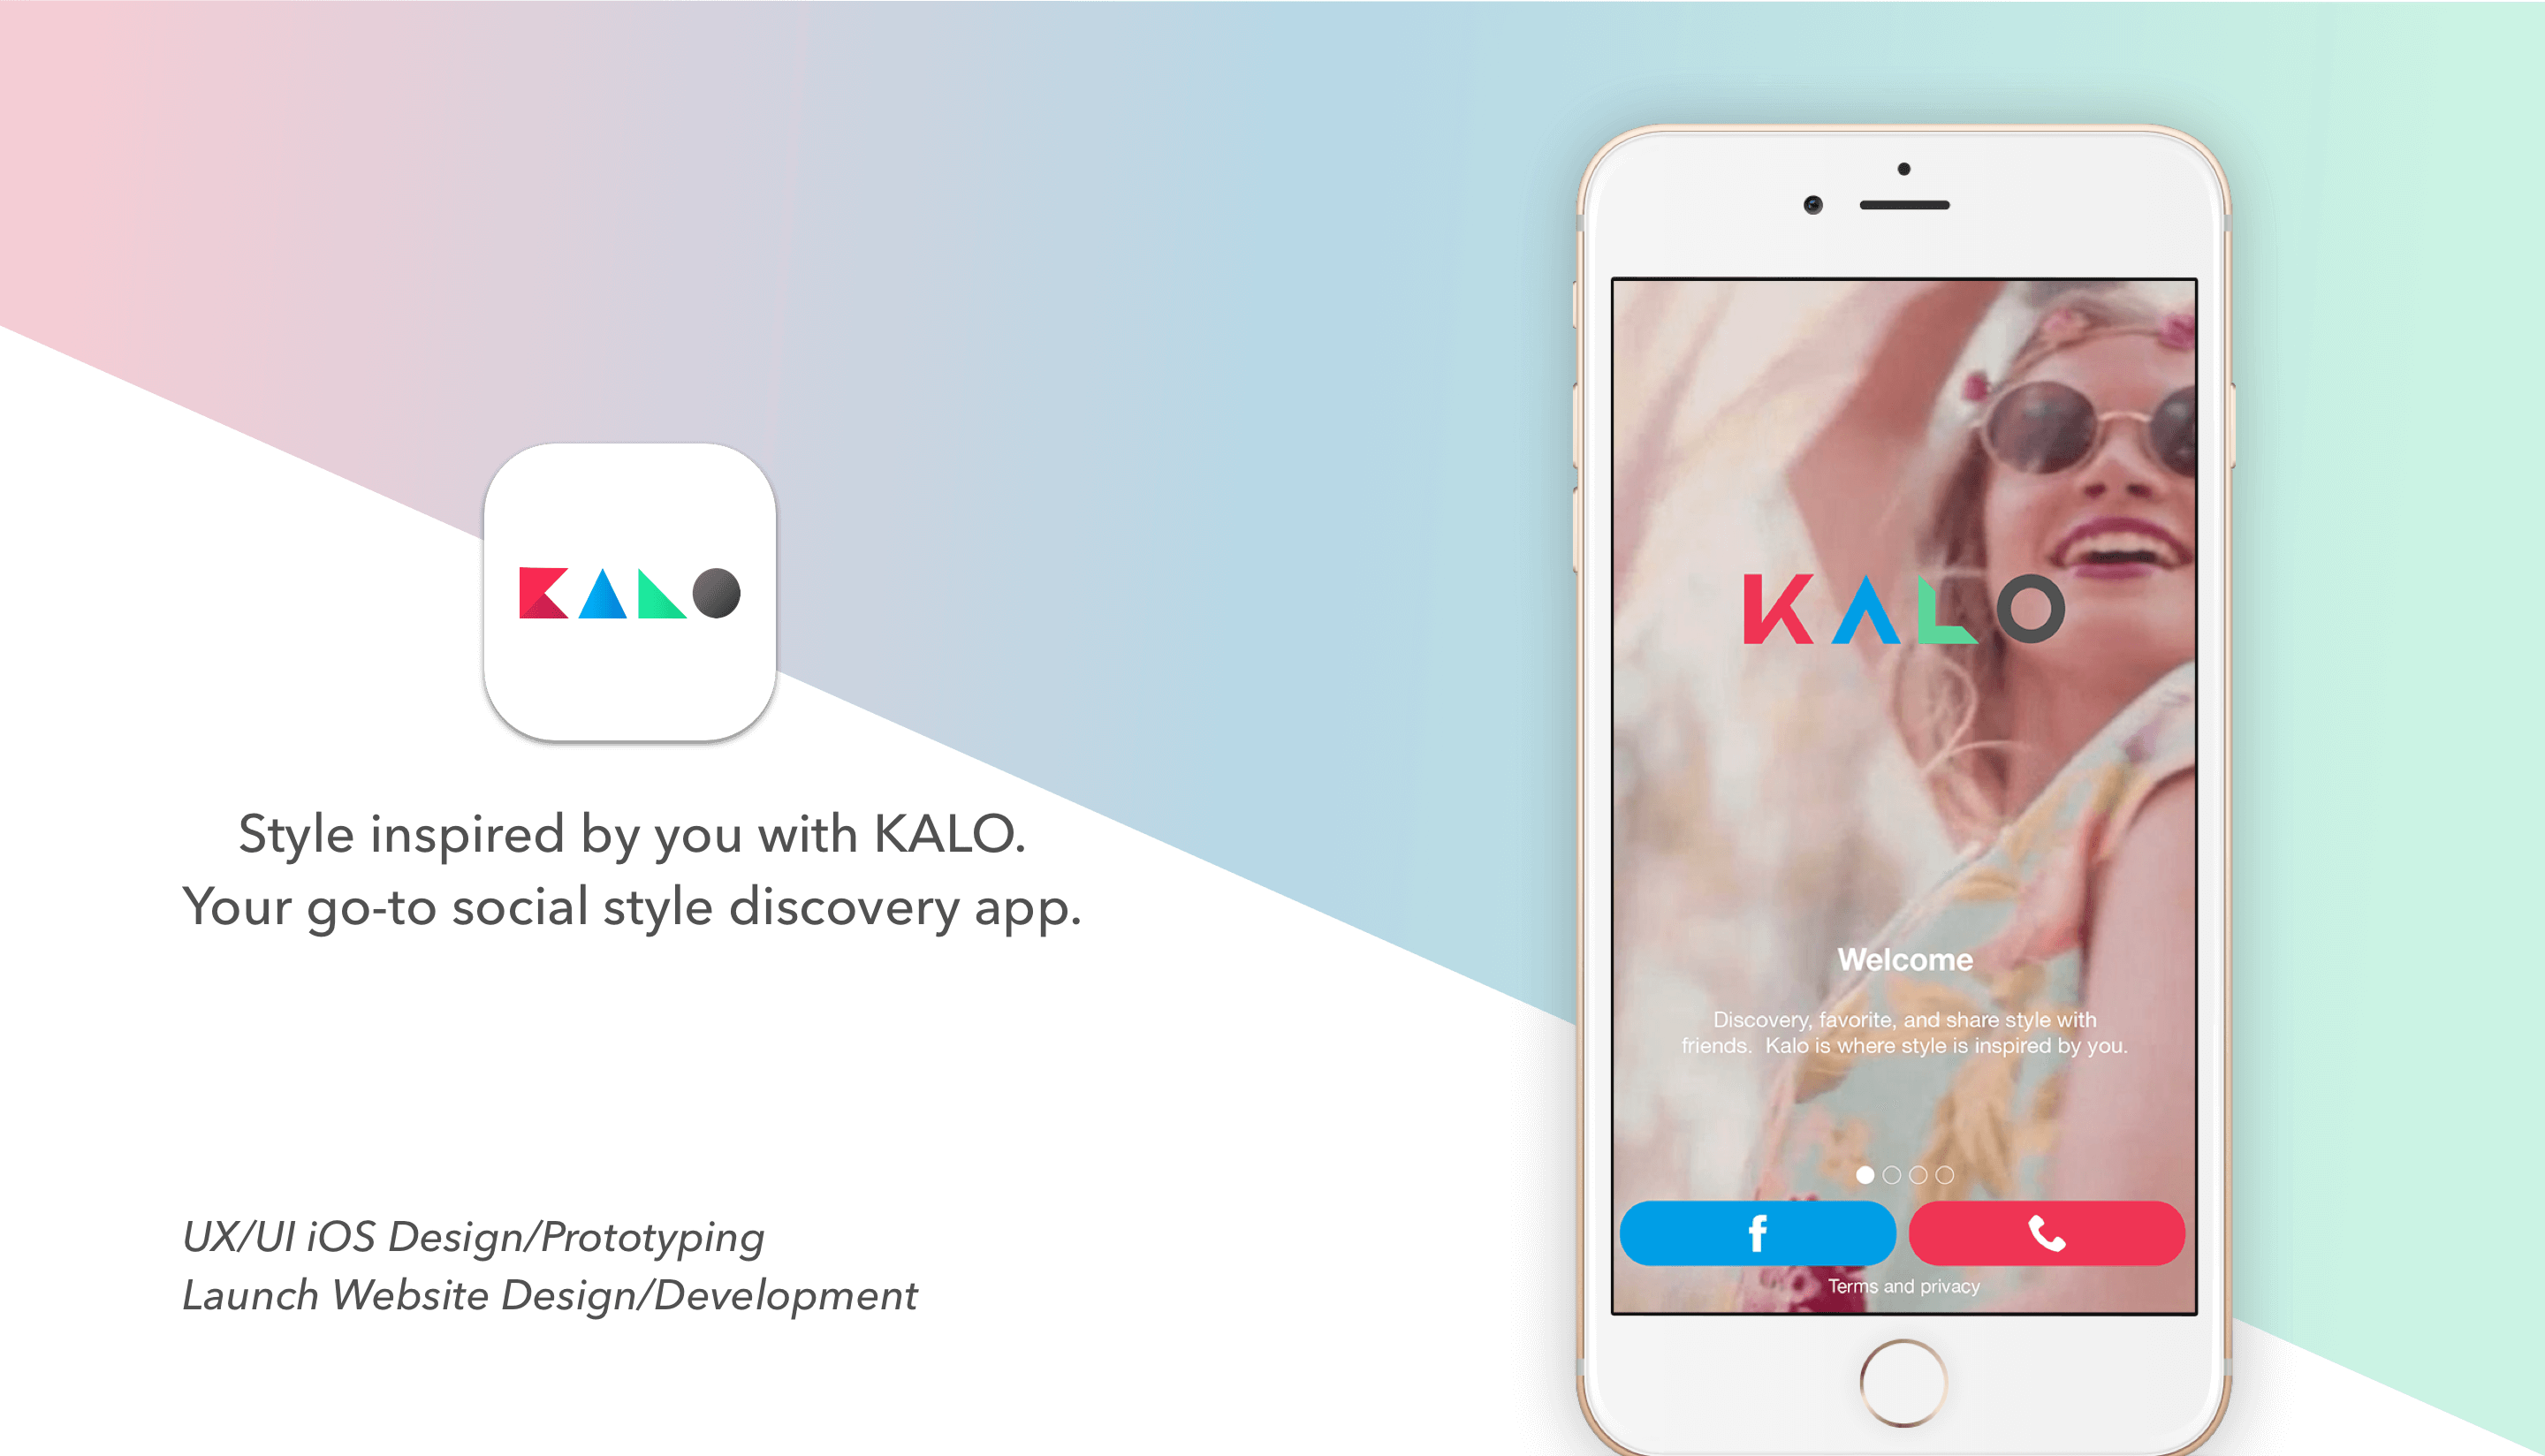 KALO
Style inspired by you with KALO.
Your go-to social style discovery app.
UX/UI iOS Design/Prototyping
Launch Website Design/Development
KALO
Welcome
Discovery, favorite, and share style with
friends.  Kalo is where style is inspired by you.
f
Terms and privacy